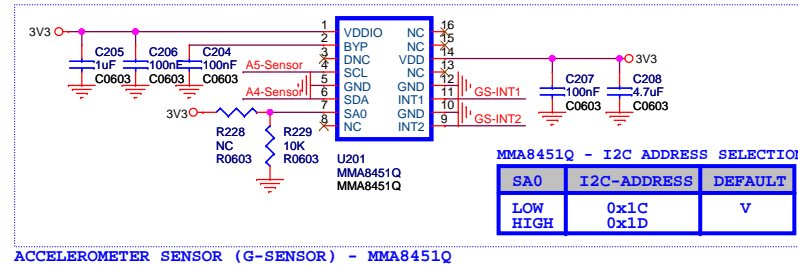 3V3
C205
1uF
C0603
C206
100nF
C0603
C204
100nF
C0603
A5-Sensor
A4-Sensor
3V3
R228
NC
R0603
R229
10K
R0603
1 VDDIO
2 BYP
3 DNC
4 SCL
5 GND
6 SDA
7 SA0
8 NC
NC 16
NC 15
VDD 14
NC 13
GND 12
INT1 11
GND 10
INT2 9
U201
MMA8451Q
MMA8451Q
GS-INT1
GS-INT2
3V3
C207
100nF
C0603
C208
4.7uF
C0603
MMA8451Q - I2C ADDRESS SELECTION
SA0 I2C-ADDRESS DEFAULT
LOW 0x1C V
HIGH 0x1D
ACCELEROMETER SENSOR (G-SENSOR) - MMA8451Q